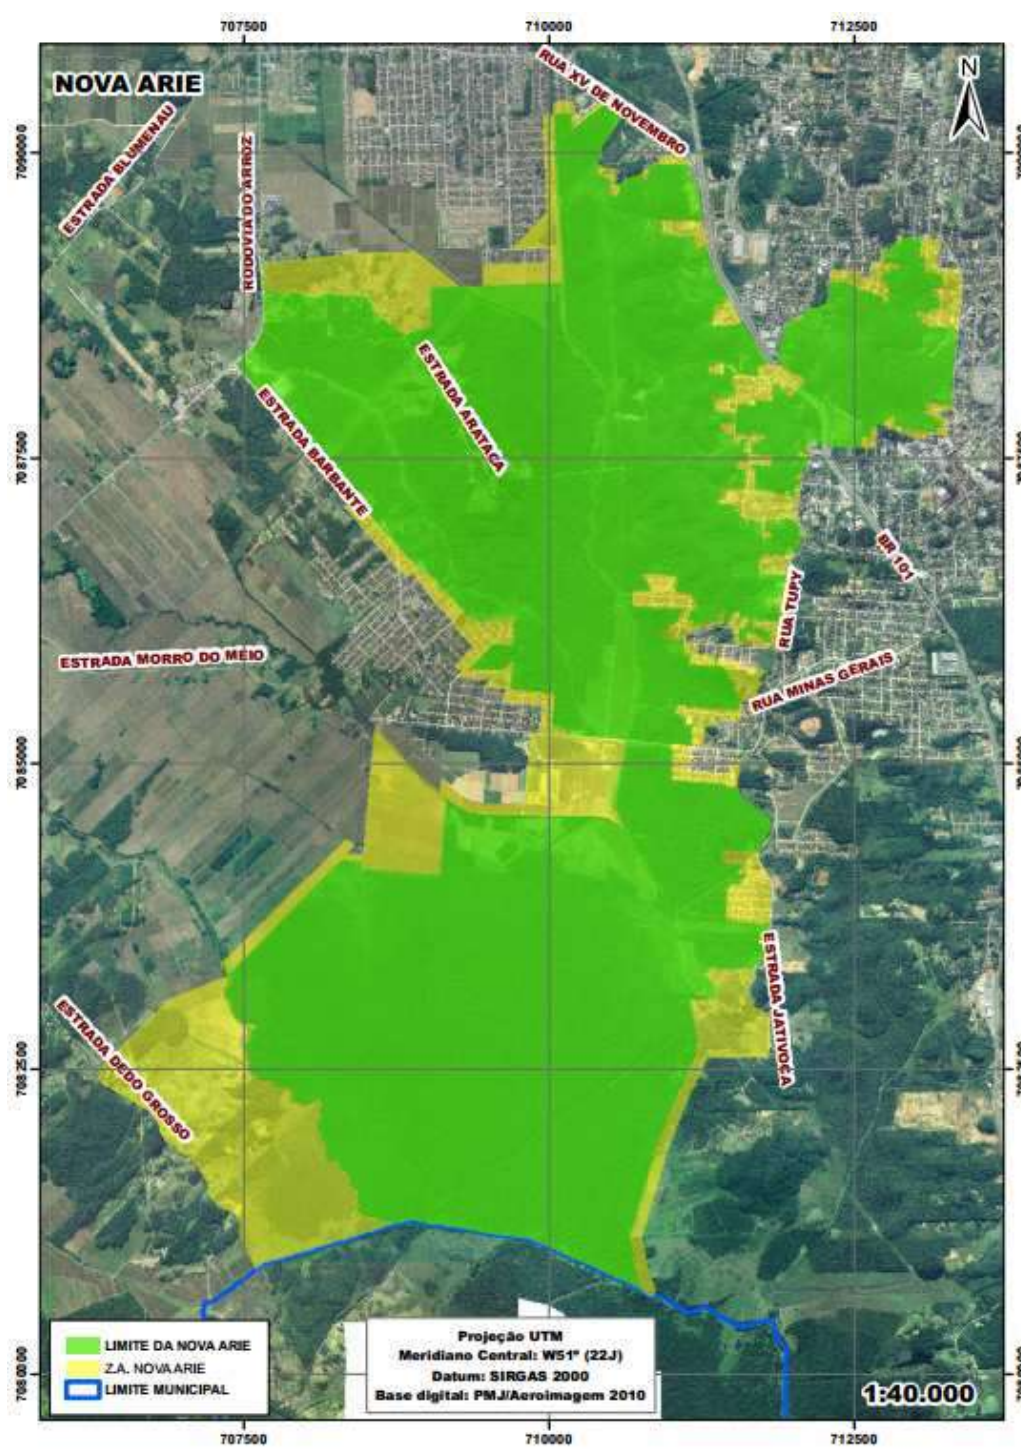 707500 710000 712500
NOVA ARIE
N
RUA XV DE NOVEMBRO
ESTRADA BLUMENAU
RODOVIA DO ARROZ
7090000
ESTRADA ARATACA
ESTRADA BARBANTE
7087500
BR 101
RUA TUPY
ESTRADA MORRO DO MEIO
RUA MINAS GERAIS
7085000
ESTRADA JATIVOCA
ESTRADA DEDO GROSSO
7082500
LIMITE DA NOVA ARIE
Z.A. NOVA ARIE
LIMITE MUNICIPAL
Projeção UTM
Meridiano Central: W51º (22J)
Datum: SIRGAS 2000
Base digital: PMJ/Aeroimagem 2010
7080000
1:40.000
707500 710000 712500